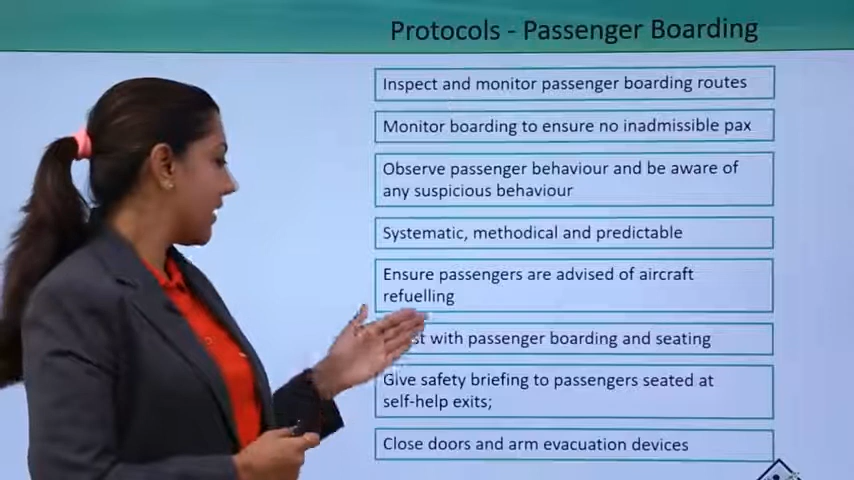 Protocols - Passenger Boarding
Inspect and monitor passenger boarding routes
Monitor boarding to ensure no inadmissible pax
Observe passenger behaviour and be aware of
any suspicious behaviour
Systematic, methodical and predictable
Ensure passengers are advised of aircraft
refuelling
with passenger boarding and seating
Give safety briefing to passengers seated at
self-help exits;
Close doors and arm evacuation devices